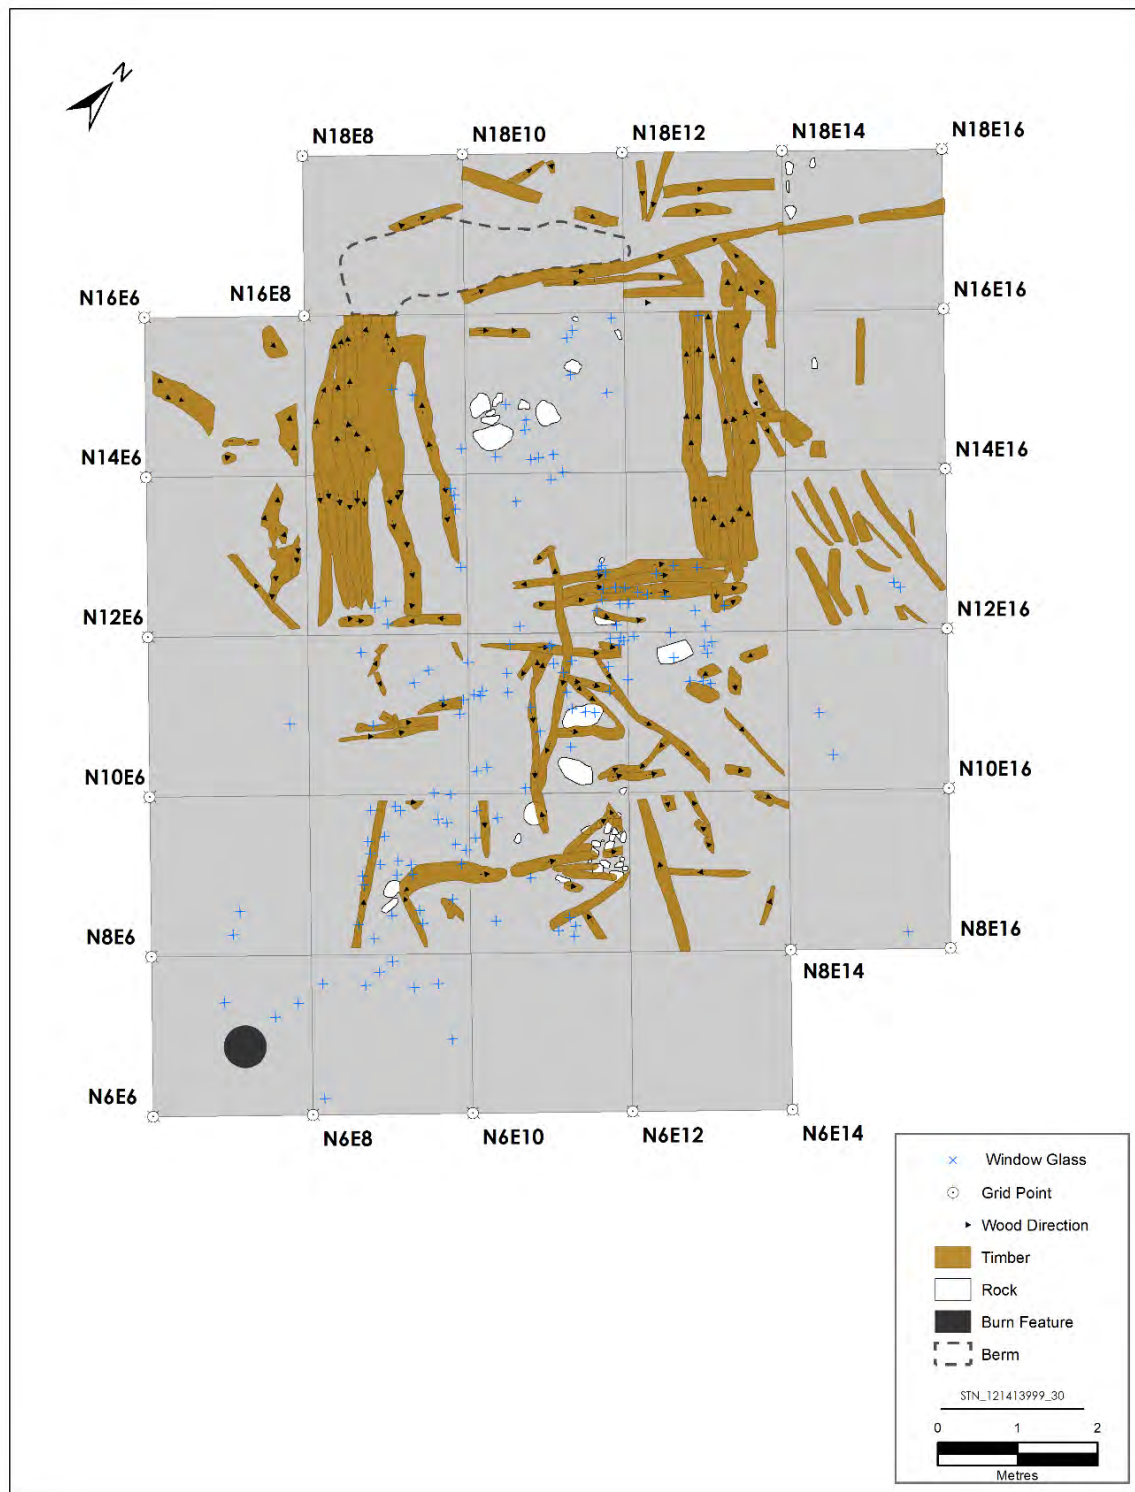 N
N18E8 N18E10 N18E12 N18E14 N18E16
N16E6 N16E8 N16E16
N14E6 N14E16
N12E6 N12E16
N10E6 N10E16
N8E6 N8E16
N8E14
N6E6
N6E8 N6E10 N6E12 N6E14
Window Glass
Grid Point
Wood Direction
Timber
Rock
Burn Feature
Berm
STN_121413999_30
0 1 2
Metres